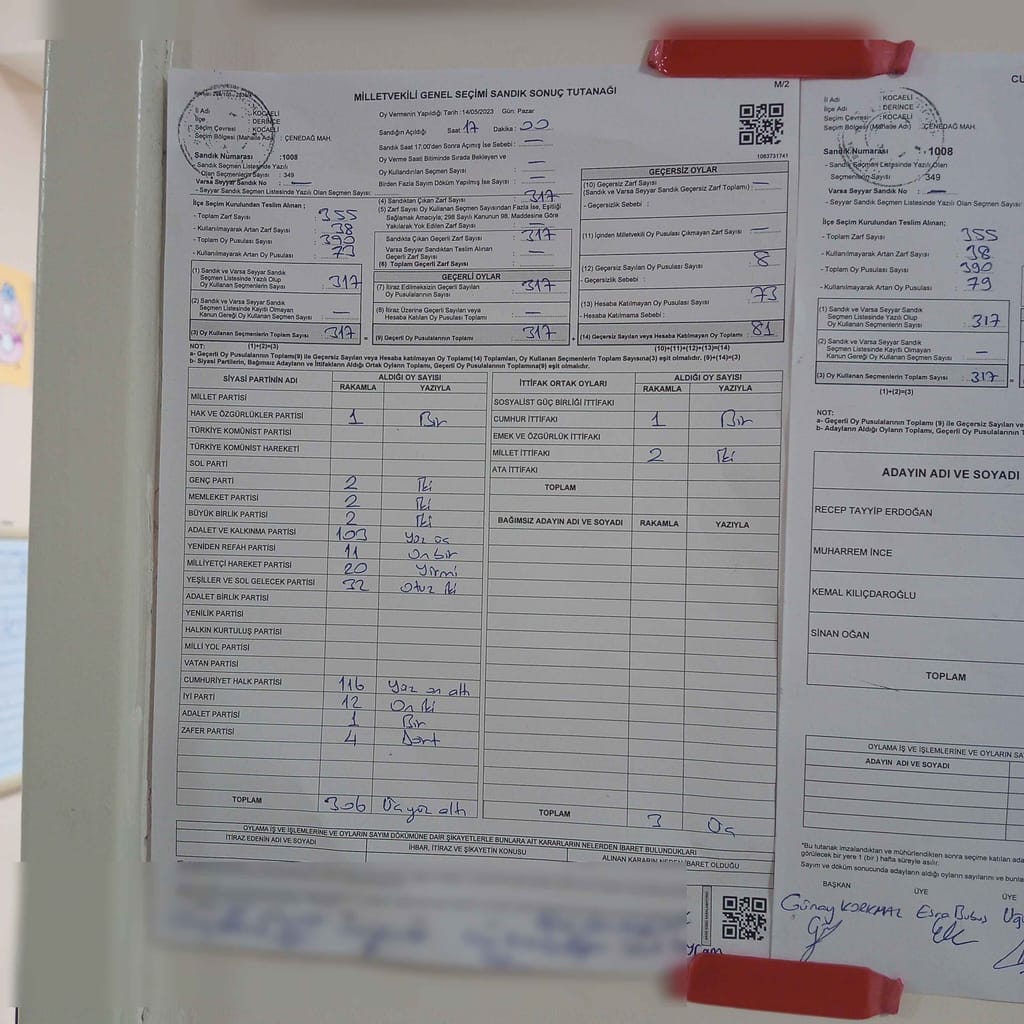 M/2
MİLLETVEKİLİ GENEL SEÇİMİ SANDIK SONUÇ TUTANAĞI
İl Adı : KOCAELİ
İlçe Adı : DERİNCE
Seçim Çevresi : KOCAELİ
Seçim Bölgesi (Mahalle Adı) : ÇENEDAĞ MAH.
Sandık Numarası : 1008
- Sandık Seçmen Listesinde Yazılı
Olan Seçmenlerin Sayısı : 349
Varsa Seyyar Sandık No : —
- Seyyar Sandık Seçmen Listesinde Yazılı Olan Seçmen Sayısı:
Oy Vermenin Yapıldığı Tarih :14/05/2023 Gün: Pazar
Sandığın Açıldığı Saat: 17 Dakika: 00
Sandık Saat 17.00'den Sonra Açımış İse Sebebi : —
Oy Verme Saati Bitiminde Sırada Bekleyen ve
Oy Kullandırılan Seçmen Sayısı : —
Birden Fazla Sayım Döküm Yapılmış İse Sayısı : —
1063731741
İlçe Seçim Kurulundan Teslim Alınan;
- Toplam Zarf Sayısı : 355
- Kullanılmayarak Artan Zarf Sayısı : 38
- Toplam Oy Pusulası Sayısı : 390
- Kullanılmayarak Artan Oy Pusulası : 73
(1) Sandık ve Varsa Seyyar Sandık
Seçmen Listesinde Yazılı Olup
Oy Kullanan Seçmenlerin Sayısı : 317
(2) Sandık ve Varsa Seyyar Sandık
Seçmen Listesinde Kaydı Olmayan
Kanun Gereği Oy Kullanan Seçmen Sayısı : —
(3) Oy Kullanan Seçmenlerin Toplam Sayısı : 317
(1)+(2)=(3)
(4) Sandıktan Çıkan Zarf Sayısı : 317
(5) Zarf Sayısı Oy Kullanan Seçmen Sayısından Fazla İse, Eşitliği
Sağlamak Amacıyla; 298 Sayılı Kanunun 98. Maddesine Göre
Yakılarak Yok Edilen Zarf Sayısı : —
Sandıkta Çıkan Geçerli Zarf Sayısı : 317
Varsa Seyyar Sandıktan Teslim Alınan
Geçerli Zarf Sayısı : —
(6) Toplam Geçerli Zarf Sayısı :
GEÇERLİ OYLAR
(7) İtiraz Edilmeksizin Geçerli Sayılan
Oy Pusulalarının Sayısı : 317
(8) İtiraz Üzerine Geçerli Sayılan veya
Hesaba Katılan Oy Pusulası Toplamı : —
= (9) Geçerli Oy Pusulalarının Toplamı : 317
GEÇERSİZ OYLAR
(10) Geçersiz Zarf Sayısı
(Sandık ve Varsa Seyyar Sandık Geçersiz Zarf Toplamı) : —
- Geçersizlik Sebebi :
(11) İçinden Milletvekili Oy Pusulası Çıkmayan Zarf Sayısı : —
(12) Geçersiz Sayılan Oy Pusulası Sayısı : 8
- Geçersizlik Sebebi :
(13) Hesaba Katılmayan Oy Pusulası Sayısı : 73
- Hesaba Katılmama Sebebi :
+ (14) Geçersiz Sayılan veya Hesaba Katılmayan Oy Toplamı : 81
(10)+(11)+(12)+(13)=(14)
NOT:
a- Geçerli Oy Pusulalarının Toplamı(9) ile Geçersiz Sayılan veya Hesaba Katılmayan Oy Toplamı(14) Toplamları, Oy Kullanan Seçmenlerin Toplam Sayısına(3) eşit olmalıdır. (9)+(14)=(3)
b- Siyasi Partilerin, Bağımsız Adayların ve İttifakların Aldığı Ortak Oyların Toplamı, Geçerli Oy Pusulalarının Toplamına(9) eşit olmalıdır.
SİYASİ PARTİNİN ADI ALDIĞI OY SAYISI
RAKAMLA YAZIYLA
MİLLET PARTİSİ
HAK VE ÖZGÜRLÜKLER PARTİSİ 1 Bir
TÜRKİYE KOMÜNİST PARTİSİ
TÜRKİYE KOMÜNİST HAREKETİ
SOL PARTİ
GENÇ PARTİ 2 İki
MEMLEKET PARTİSİ 2 İki
BÜYÜK BİRLİK PARTİSİ 2 İki
ADALET VE KALKINMA PARTİSİ 103 Yüz üç
YENİDEN REFAH PARTİSİ 11 On bir
MİLLİYETÇİ HAREKET PARTİSİ 20 Yirmi
YEŞİLLER VE SOL GELECEK PARTİSİ 32 Otuz iki
ADALET BİRLİK PARTİSİ
YENİLİK PARTİSİ
HALKIN KURTULUŞ PARTİSİ
MİLLİ YOL PARTİSİ
VATAN PARTİSİ
CUMHURİYET HALK PARTİSİ 116 Yüz on altı
İYİ PARTİ 12 On iki
ADALET PARTİSİ 1 Bir
ZAFER PARTİSİ 4 Dört
TOPLAM 306 Üç yüz altı
İTTİFAK ORTAK OYLARI ALDIĞI OY SAYISI
RAKAMLA YAZIYLA
SOSYALİST GÜÇ BİRLİĞİ İTTİFAKI
CUMHUR İTTİFAKI 1 Bir
EMEK VE ÖZGÜRLÜK İTTİFAKI
MİLLET İTTİFAKI 2 İki
ATA İTTİFAKI
TOPLAM
BAĞIMSIZ ADAYIN ADI VE SOYADI RAKAMLA YAZIYLA
TOPLAM 3 Üç
OYLAMA İŞ VE İŞLEMLERİNE VE OYLARIN SAYIM DÖKÜMÜNE DAİR ŞİKAYETLERLE BUNLARA AİT KARARLARIN NELERDEN İBARET BULUNDUKLARI
İTİRAZ EDENİN ADI VE SOYADI İHBAR, İTİRAZ VE ŞİKAYETİN KONUSU ALINAN KARARIN NEDEN İBARET OLDUĞU
CU
İl Adı : KOCAELİ
İlçe Adı : DERİNCE
Seçim Çevresi : KOCAELİ
Seçim Bölgesi (Mahalle Adı) : ÇENEDAĞ MAH.
Sandık Numarası : 1008
- Sandık Seçmen Listesinde Yazılı Olan
Seçmenlerin Sayısı : 349
Varsa Seyyar Sandık No : —
- Seyyar Sandık Seçmen Listesinde Yazılı Olan Seçmen Sayısı
İlçe Seçim Kurulundan Teslim Alınan;
- Toplam Zarf Sayısı : 355
- Kullanılmayarak Artan Zarf Sayısı : 38
- Toplam Oy Pusulası Sayısı : 390
- Kullanılmayarak Artan Oy Pusulası : 79
(1) Sandık ve Varsa Seyyar Sandık
Seçmen Listesinde Yazılı Olup
Oy Kullanan Seçmenlerin Sayısı : 317
(2) Sandık ve Varsa Seyyar Sandık
Seçmen Listesinde Kayıtlı Olmayan
Kanun Gereği Oy Kullanan Seçmen Sayısı : —
(3) Oy Kullanan Seçmenlerin Toplam Sayısı : 317 =
(1)+(2)=(3)
NOT:
a- Geçerli Oy Pusulalarının Toplamı (9) ile Geçersiz Sayılan ve
b- Adayların Aldığı Oyların Toplamı, Geçerli Oy Pusulalarının T
ADAYIN ADI VE SOYADI
RECEP TAYYİP ERDOĞAN
MUHARREM İNCE
KEMAL KILIÇDAROĞLU
SİNAN OĞAN
TOPLAM
OYLAMA İŞ VE İŞLEMLERİNE VE OYLARIN SA
ADAYIN ADI VE SOYADI
*Bu tutanak imzalandıktan ve mühürlendikten sonra seçime katılan ada
görülecek bir yere 1 (bir) hafta süreyle asılır.
Sayım ve döküm sonucunda adayların aldığı oyların sayılarını ve bunla
BAŞKAN ÜYE ÜYE
Günay KORKMAZ Esra Bubus Uğu